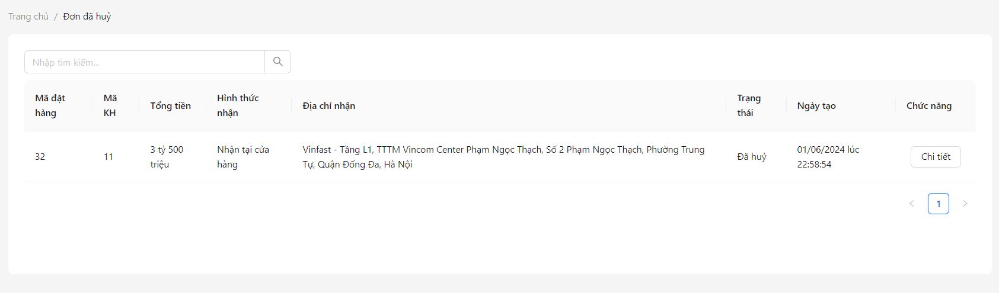 Trang chủ / Đơn đã huỷ
Nhập tìm kiếm...
Mã đặt hàng
Mã KH
Tổng tiền
Hình thức nhận
Địa chỉ nhận
Trạng thái
Ngày tạo
Chức năng
32
11
3 tỷ 500
triệu
Nhận tại cửa
hàng
Vinfast - Tầng L1, TTTM Vincom Center Phạm Ngọc Thạch, Số 2 Phạm Ngọc Thạch, Phường Trung
Tự, Quận Đống Đa, Hà Nội
Đã huỷ
01/06/2024 lúc
22:58:54
Chi tiết
1